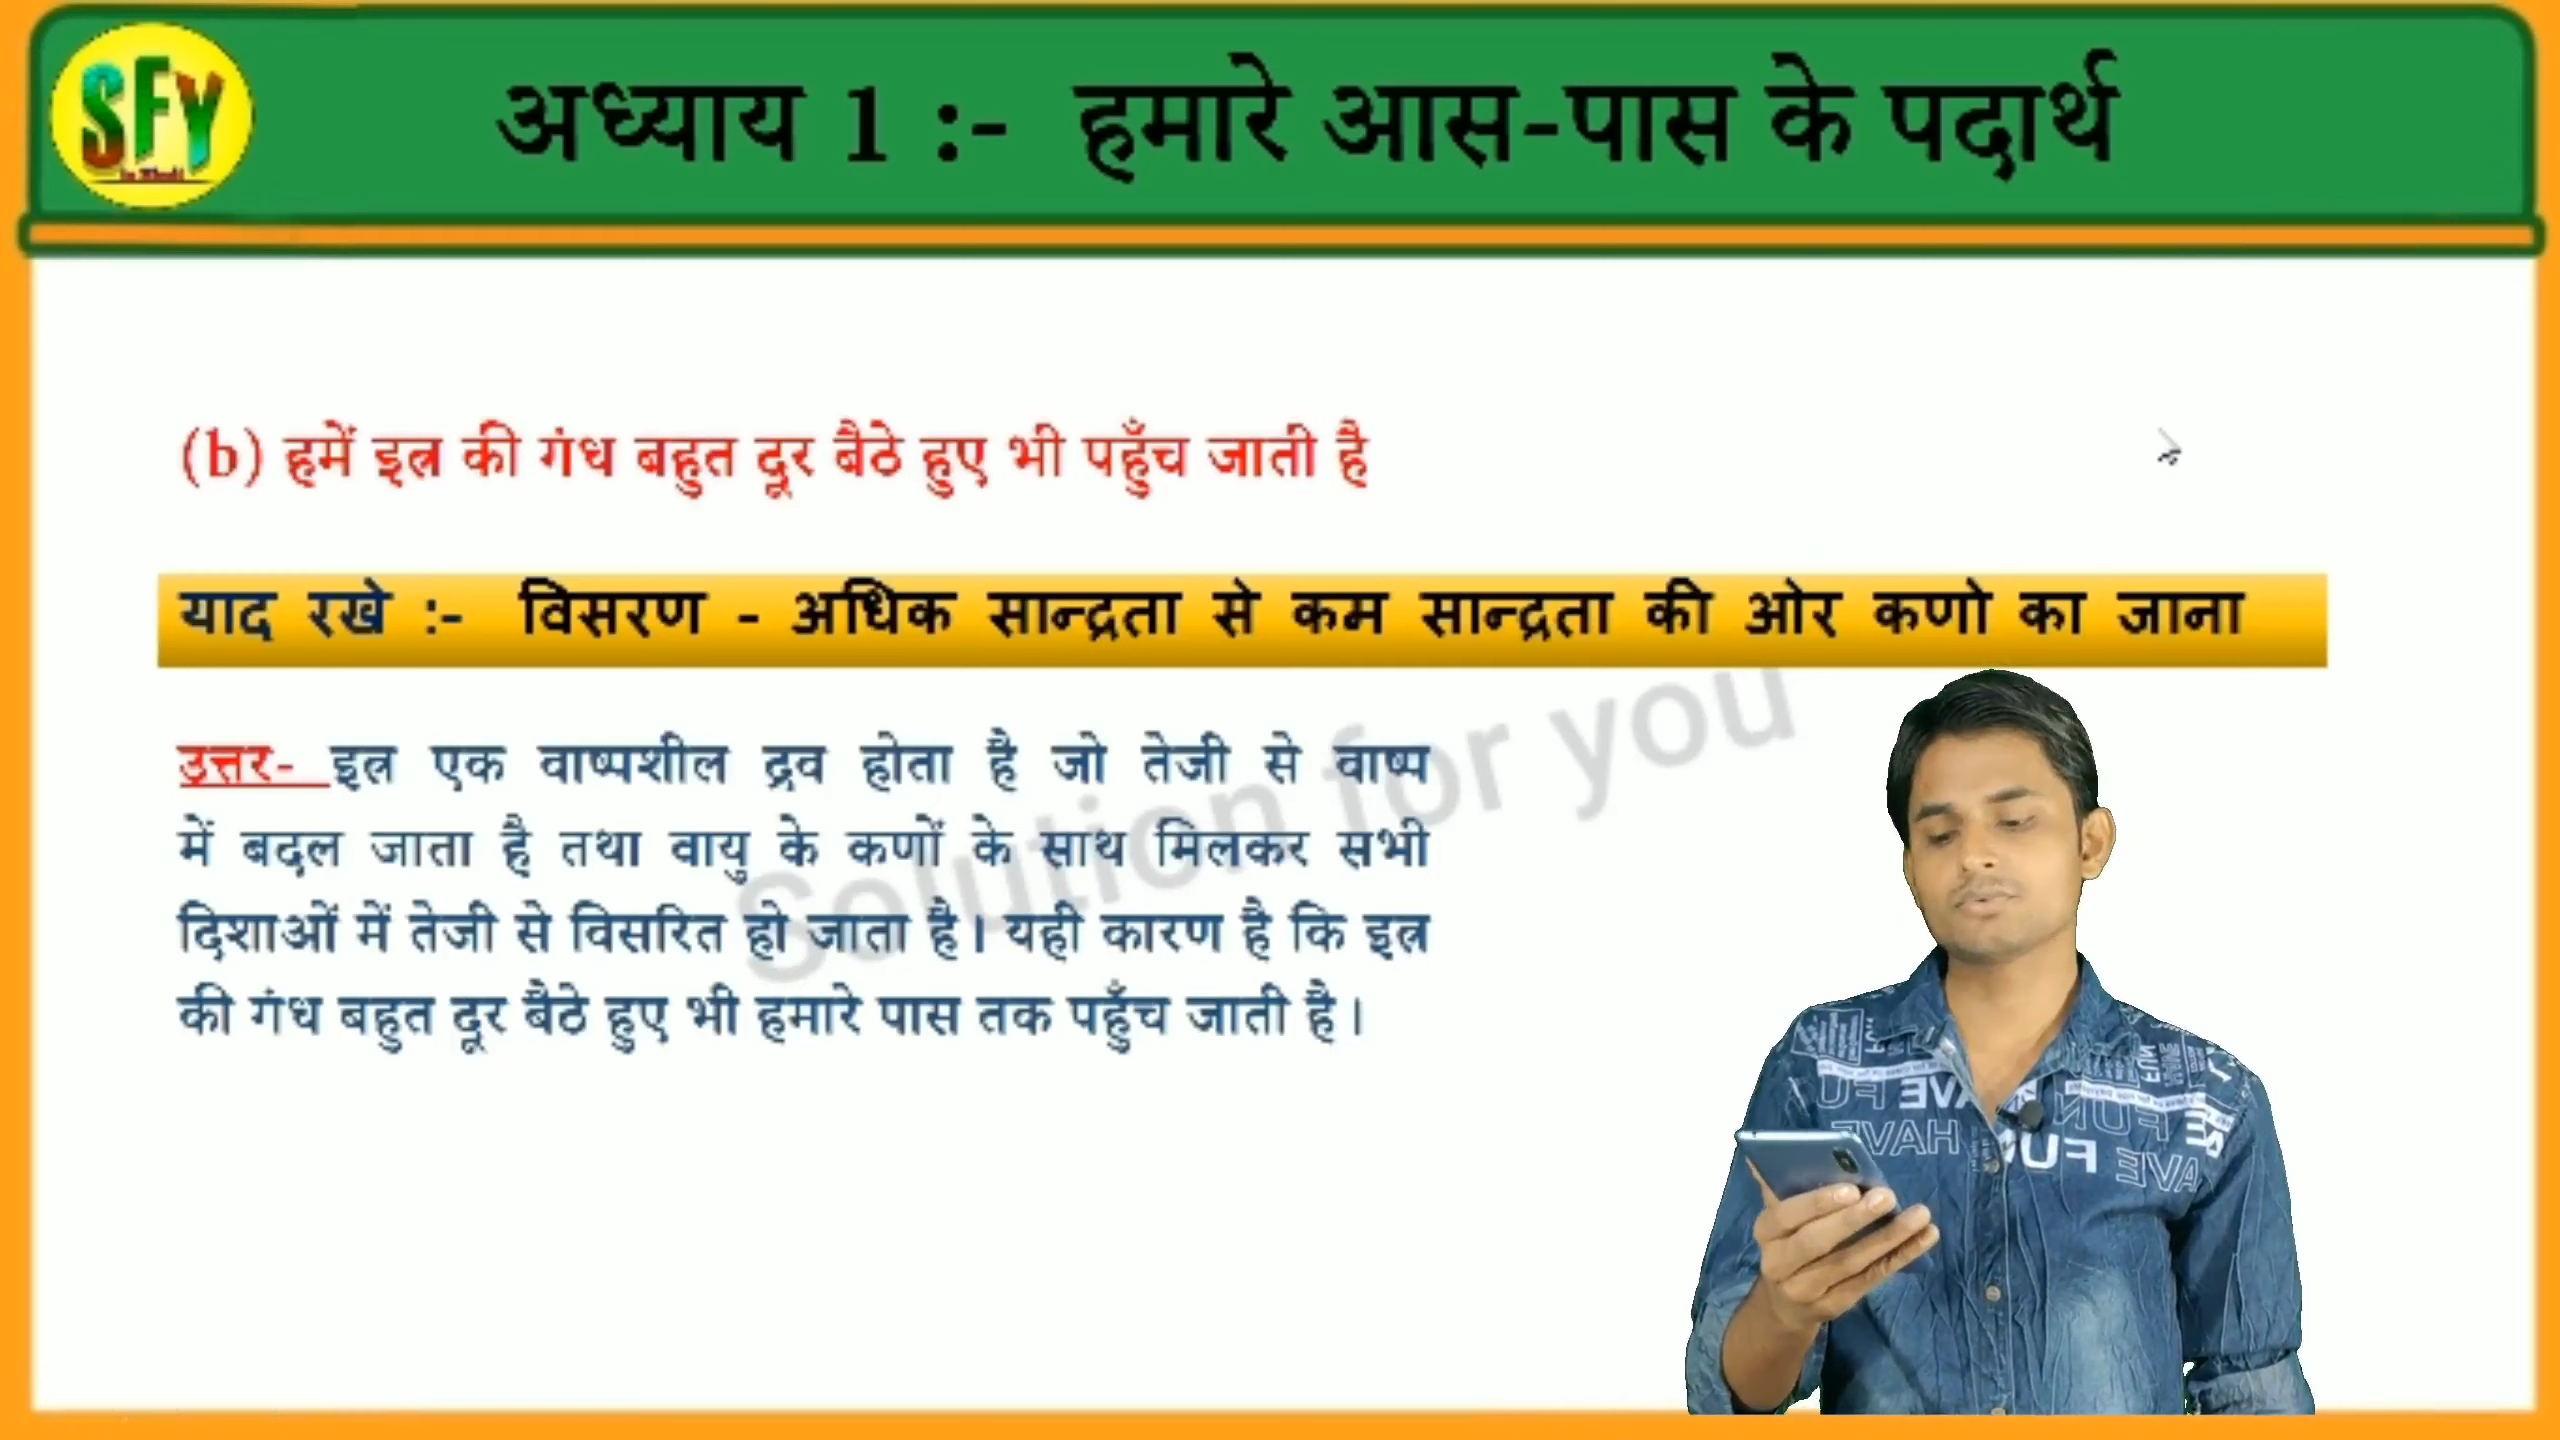 SFY
अध्याय 1 :- हमारे आस-पास के पदार्थ
(b) हमें इत्र की गंध बहुत दूर बैठे हुए भी पहुँच जाती है
याद रखे :- विसरण - अधिक सान्द्रता से कम सान्द्रता की ओर कणो का जाना
उत्तर- इत्र एक वाष्पशील द्रव होता है जो तेजी से वाष्प
में बदल जाता है तथा वायु के कणों के साथ मिलकर सभी
दिशाओं में तेजी से विसरित हो जाता है। यही कारण है कि इत्र
की गंध बहुत दूर बैठे हुए भी हमारे पास तक पहुँच जाती है।
Solution for you
HAVE
FUN